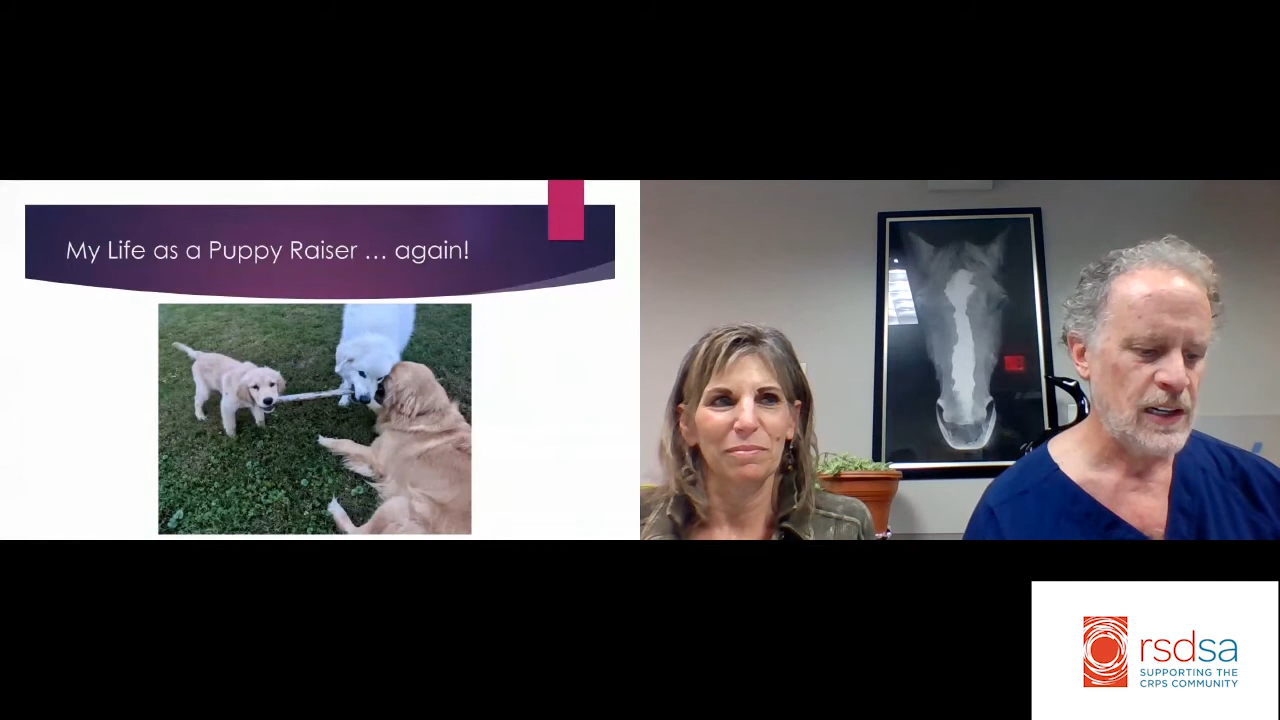 My Life as a Puppy Raiser … again!
rsdsa
SUPPORTING THE
CRPS COMMUNITY